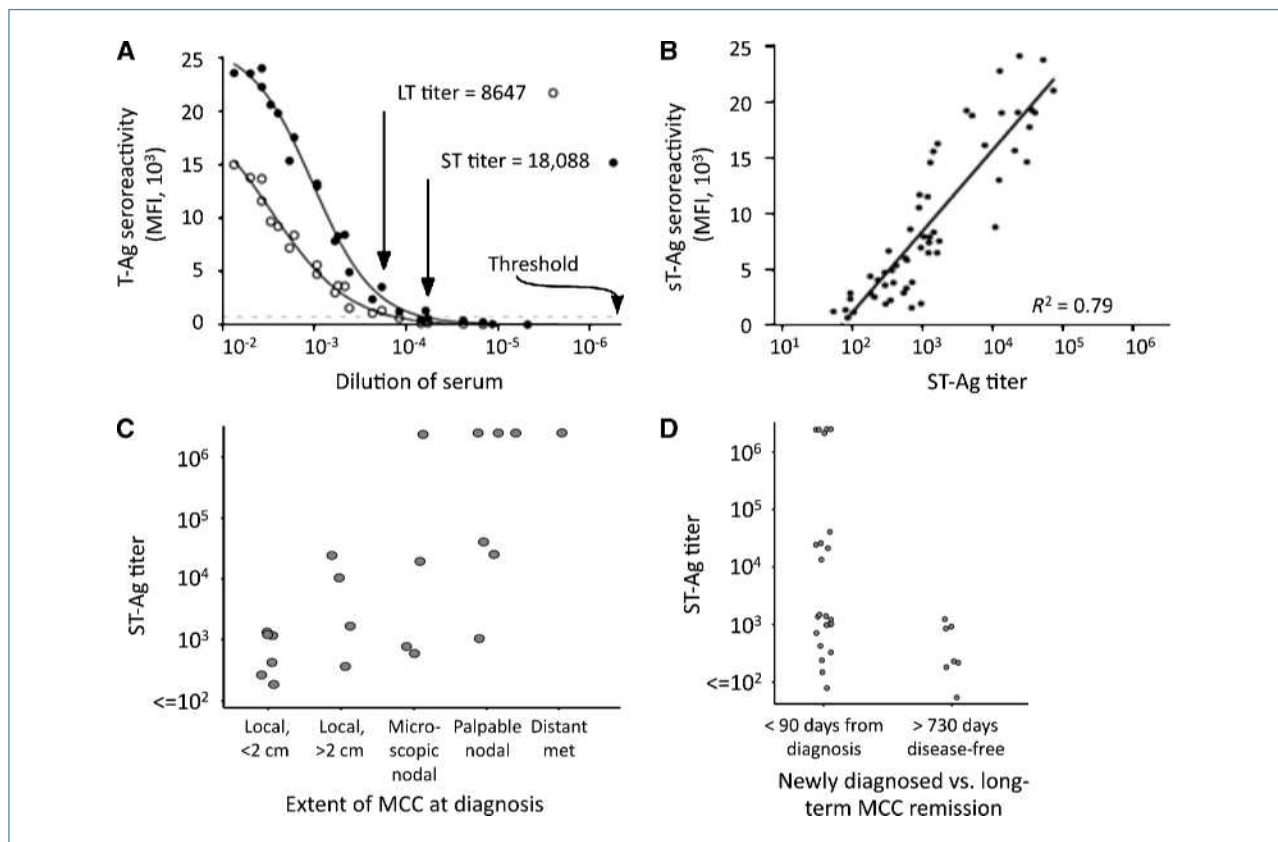 A
T-Ag seroreactivity
(MFI, 10³)
25
20
15
10
5
0
LT titer = 8647
ST titer = 18,088
Threshold
10⁻² 10⁻³ 10⁻⁴ 10⁻⁵ 10⁻⁶
Dilution of serum
B
sT-Ag seroreactivity
(MFI, 10³)
25
20
15
10
5
0
R² = 0.79
10¹ 10² 10³ 10⁴ 10⁵ 10⁶
ST-Ag titer
C
ST-Ag titer
10⁶
10⁵
10⁴
10³
<=10²
Local,
<2 cm
Local,
>2 cm
Micro-
scopic
nodal
Palpable
nodal
Distant
met
Extent of MCC at diagnosis
D
ST-Ag titer
10⁶
10⁵
10⁴
10³
<=10²
< 90 days from
diagnosis
> 730 days
disease-free
Newly diagnosed vs. long-
term MCC remission